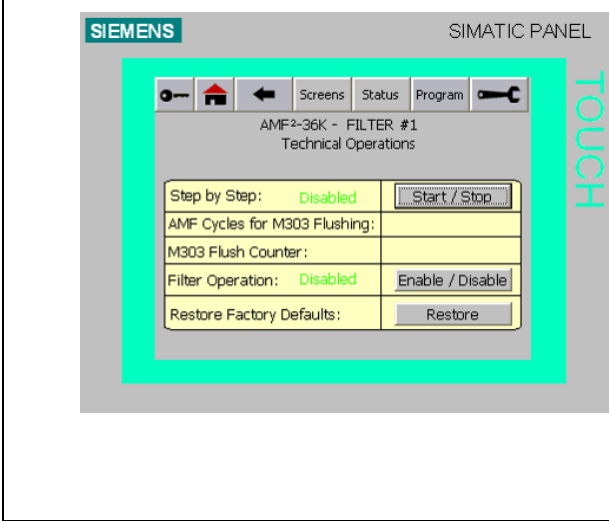 SIEMENS
SIMATIC PANEL
TOUCH
Screens Status Program
AMF²-36K - FILTER #1
Technical Operations
Step by Step: Disabled Start / Stop
AMF Cycles for M303 Flushing:
M303 Flush Counter:
Filter Operation: Disabled Enable / Disable
Restore Factory Defaults: Restore